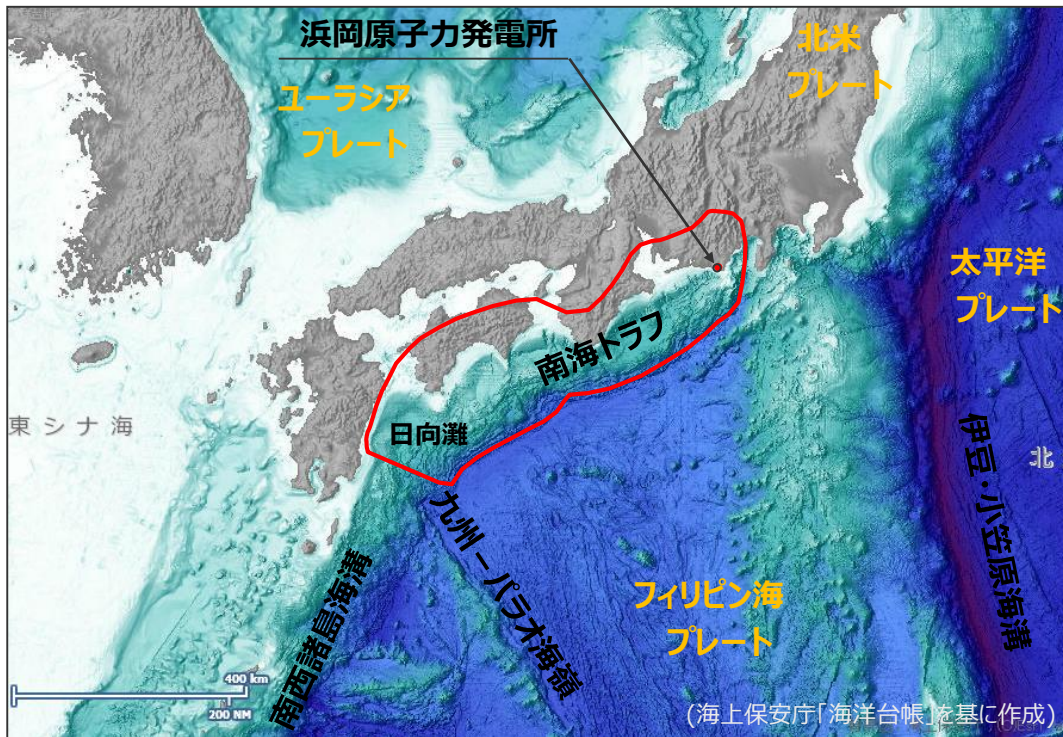 浜岡原子力発電所
北米
プレート
ユーラシア
プレート
太平洋
プレート
南海トラフ
日向灘
東シナ海
北
伊豆・小笠原海溝
九州ーパラオ海嶺
南西諸島海溝
フィリピン海
プレート
400 km
200 NM
(海上保安庁「海洋台帳」を基に作成)